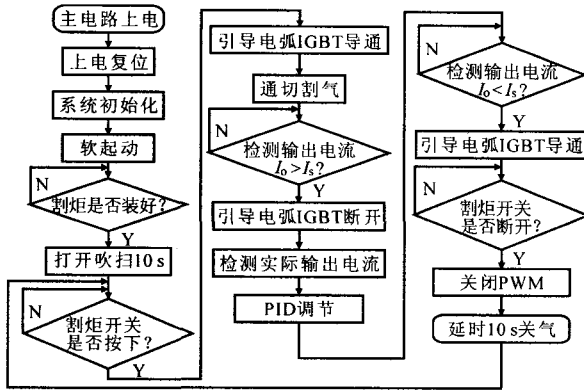 主电路上电
上电复位
系统初始化
软起动
N
割炬是否装好?
Y
打开吹扫10 s
N
割炬开关
是否按下?
Y
引导电弧IGBT导通
通切割气
N
检测输出电流
Io>Is?
Y
引导电弧IGBT断开
检测实际输出电流
PID调节
N
检测输出电流
Io<Is?
Y
引导电弧IGBT导通
N
割炬开关
是否断开?
Y
关闭PWM
延时10 s关气